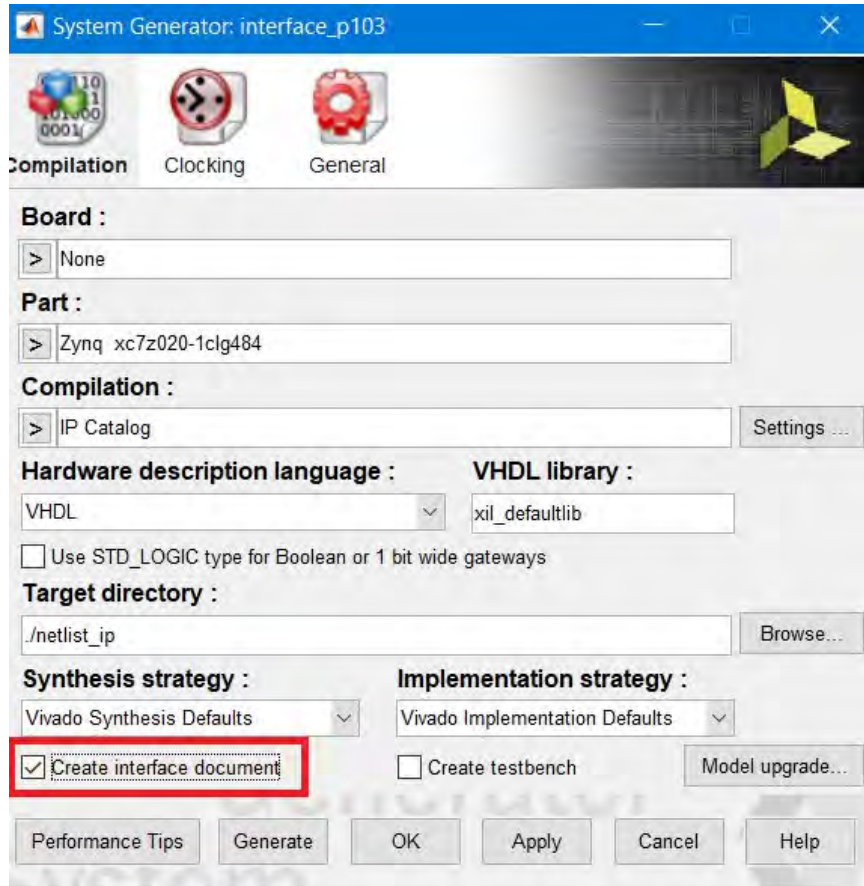 System Generator: interface_p103
Compilation Clocking General
Board :
> None
Part :
> Zynq xc7z020-1clg484
Compilation :
> IP Catalog Settings ...
Hardware description language : VHDL library :
VHDL xil_defaultlib
Use STD_LOGIC type for Boolean or 1 bit wide gateways
Target directory :
./netlist_ip Browse...
Synthesis strategy : Implementation strategy :
Vivado Synthesis Defaults Vivado Implementation Defaults
Create interface document Create testbench Model upgrade...
Performance Tips Generate OK Apply Cancel Help